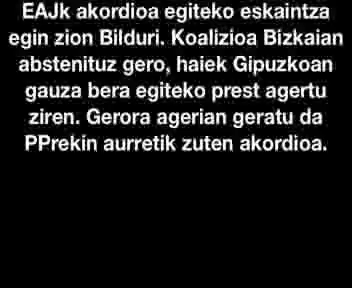 EAJk akordioa egiteko eskaintza
egin zion Bilduri. Koalizioa Bizkaian
abstenituz gero, haiek Gipuzkoan
gauza bera egiteko prest agertu
ziren. Gerora agerian geratu da
PPrekin aurretik zuten akordioa.